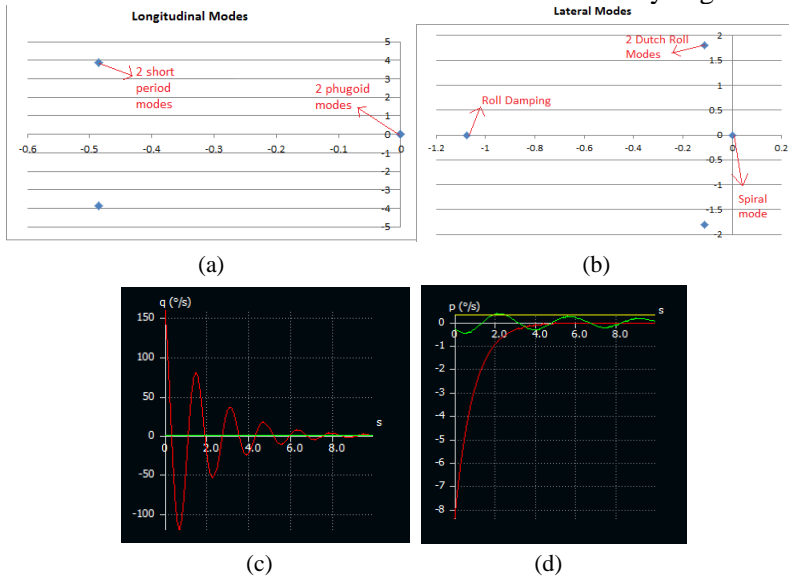 Longitudinal Modes
5
4
3
2
1
0
-1
-2
-3
-4
-5
-0.6 -0.5 -0.4 -0.3 -0.2 -0.1 0
2 short
period
modes
2 phugoid
modes
(a)
Lateral Modes
2
1.5
1
0.5
0
-0.5
-1
-1.5
-2
-1.2 -1 -0.8 -0.6 -0.4 -0.2 0 0.2
2 Dutch Roll
Modes
Roll Damping
Spiral
mode
(b)
q (°/s)
150
100
50
0
-50
-100
0 2.0 4.0 6.0 8.0
s
(c)
p (°/s)
0
-1
-2
-3
-4
-5
-6
-7
-8
2.0 4.0 6.0 8.0
s
(d)